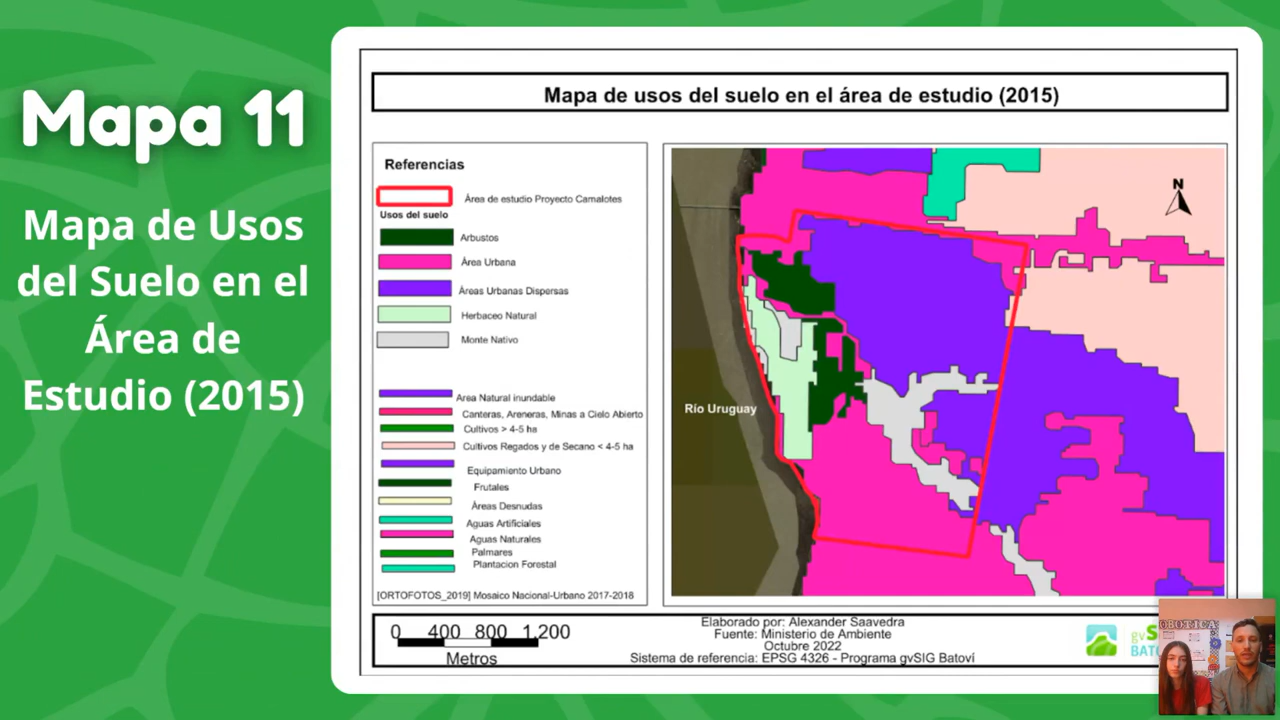 Mapa 11
Mapa de Usos
del Suelo en el
Área de
Estudio (2015)
Mapa de usos del suelo en el área de estudio (2015)
Referencias
Área de estudio Proyecto Camalotes
Usos del suelo
Arbustos
Área Urbana
Áreas Urbanas Dispersas
Herbaceo Natural
Monte Nativo
Area Natural inundable
Canteras, Areneras, Minas a Cielo Abierto
Cultivos > 4-5 ha
Cultivos Regados y de Secano < 4-5 ha
Equipamiento Urbano
Frutales
Áreas Desnudas
Aguas Artificiales
Aguas Naturales
Palmares
Plantacion Forestal
[ORTOFOTOS_2019] Mosaico Nacional-Urbano 2017-2018
N
Río Uruguay
0 400 800 1.200
Metros
Elaborado por: Alexander Saavedra
Fuente: Ministerio de Ambiente
Octubre 2022
Sistema de referencia: EPSG 4326 - Programa gvSIG Batoví
OBOTICA